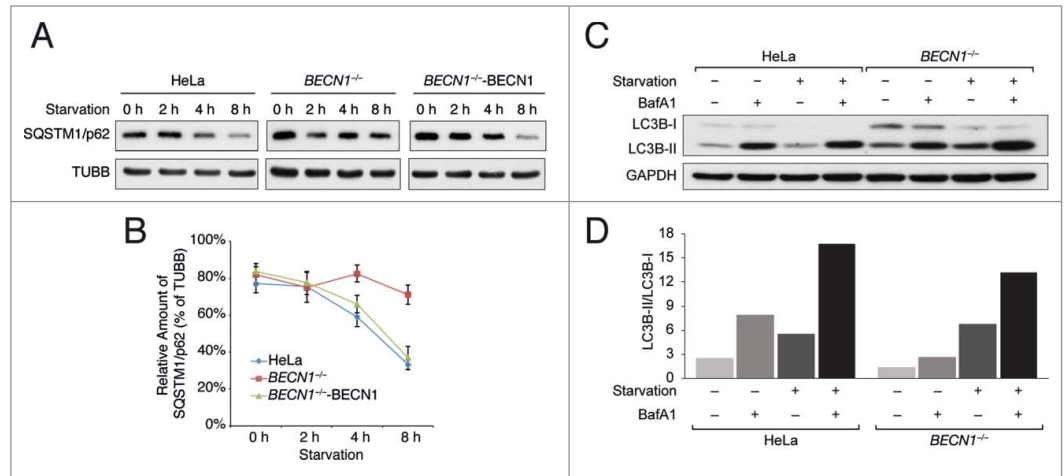 A
HeLa BECN1−/− BECN1−/−-BECN1
Starvation 0 h 2 h 4 h 8 h 0 h 2 h 4 h 8 h 0 h 2 h 4 h 8 h
SQSTM1/p62
TUBB
B
Relative Amount of
SQSTM1/p62 (% of TUBB)
100%
80%
60%
40%
20%
0%
HeLa
BECN1−/−
BECN1−/−-BECN1
0 h 2 h 4 h 8 h
Starvation
C
HeLa BECN1−/−
Starvation − − + + − − + +
BafA1 − + − + − + − +
LC3B-I
LC3B-II
GAPDH
D
LC3B-II/LC3B-I
18
15
12
9
6
3
0
Starvation − − + + − − + +
BafA1 − + − + − + − +
HeLa BECN1−/−